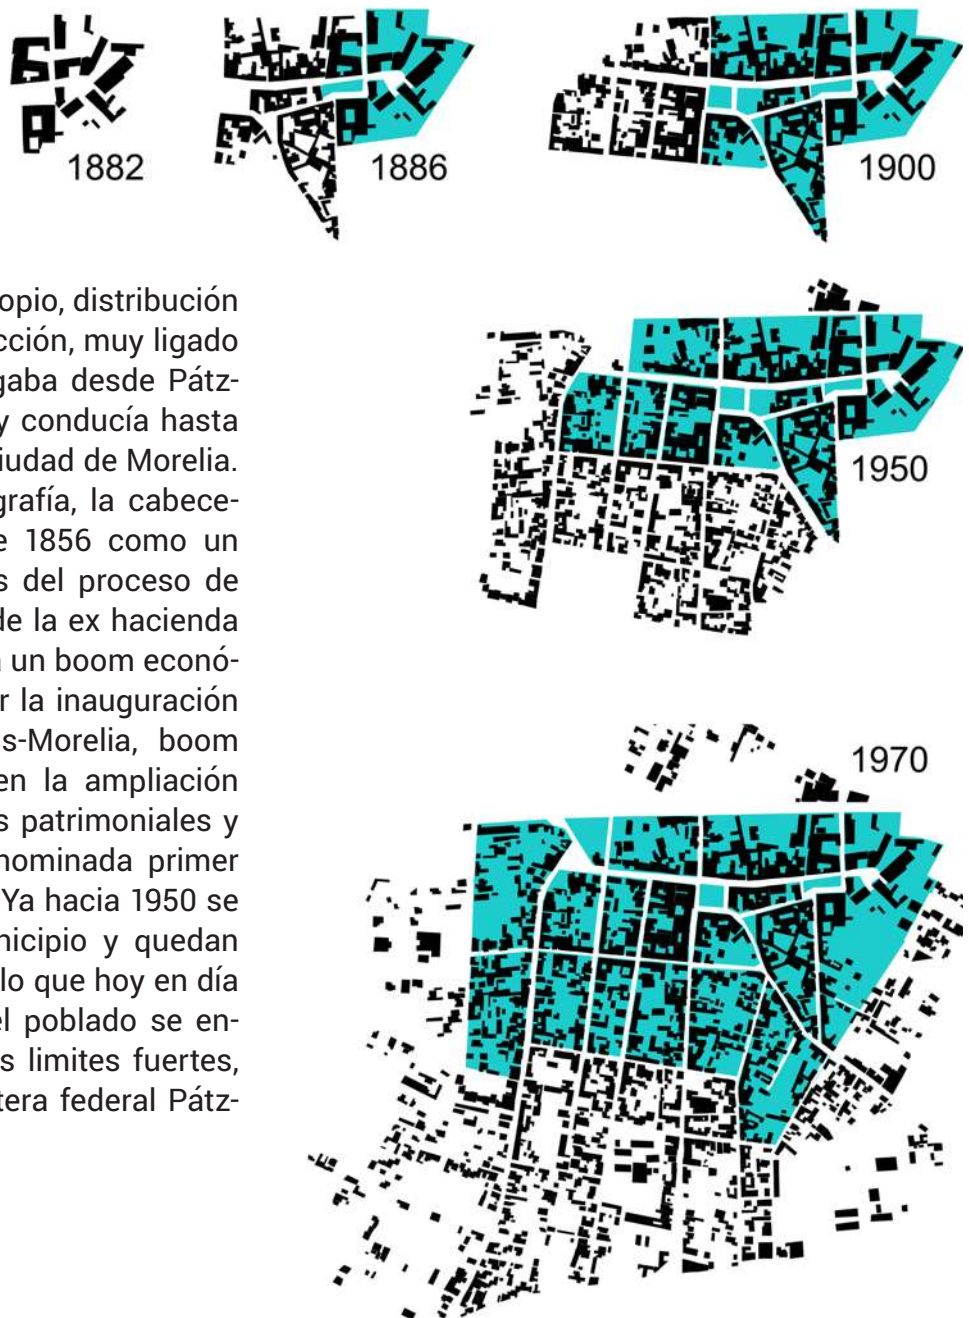 1882
1886
1900
opio, distribución
cción, muy ligado
gaba desde Pátz-
y conducía hasta
iudad de Morelia.
grafía, la cabece-
e 1856 como un
s del proceso de
de la ex hacienda
a un boom econó-
r la inauguración
s-Morelia, boom
en la ampliación
s patrimoniales y
nominada primer
Ya hacia 1950 se
nicipio y quedan
lo que hoy en día
el poblado se en-
s limites fuertes,
tera federal Pátz-
1950
1970